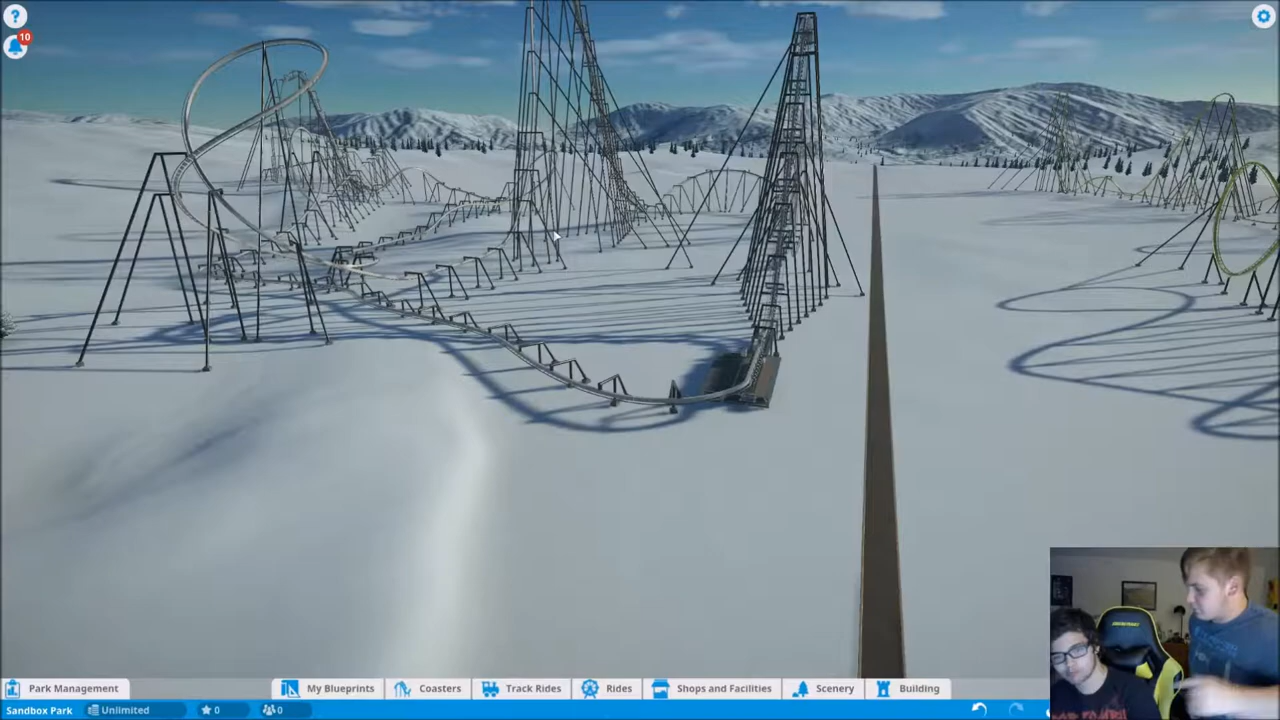 ?
10
Park Management
My Blueprints
Coasters
Track Rides
Rides
Shops and Facilities
Scenery
Building
Sandbox Park
Unlimited
0
0